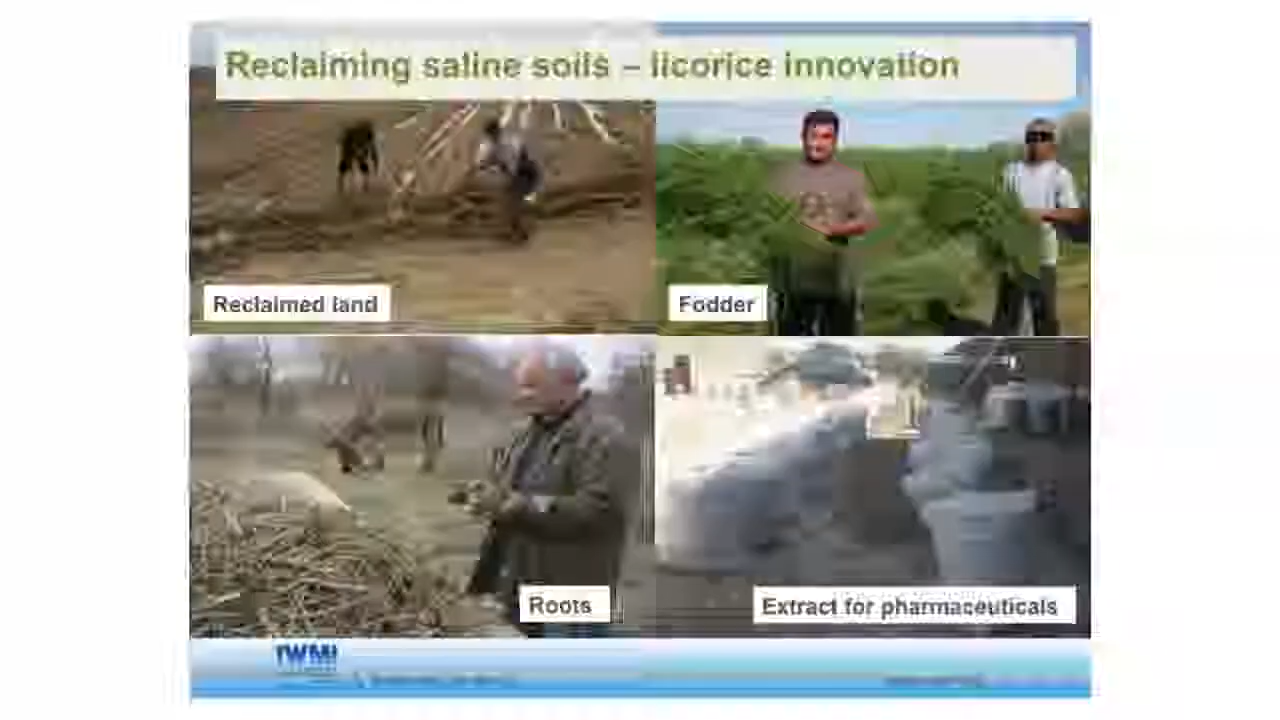 Reclaiming saline soils – licorice innovation
Reclaimed land
Fodder
Roots
Extract for pharmaceuticals
IWMI